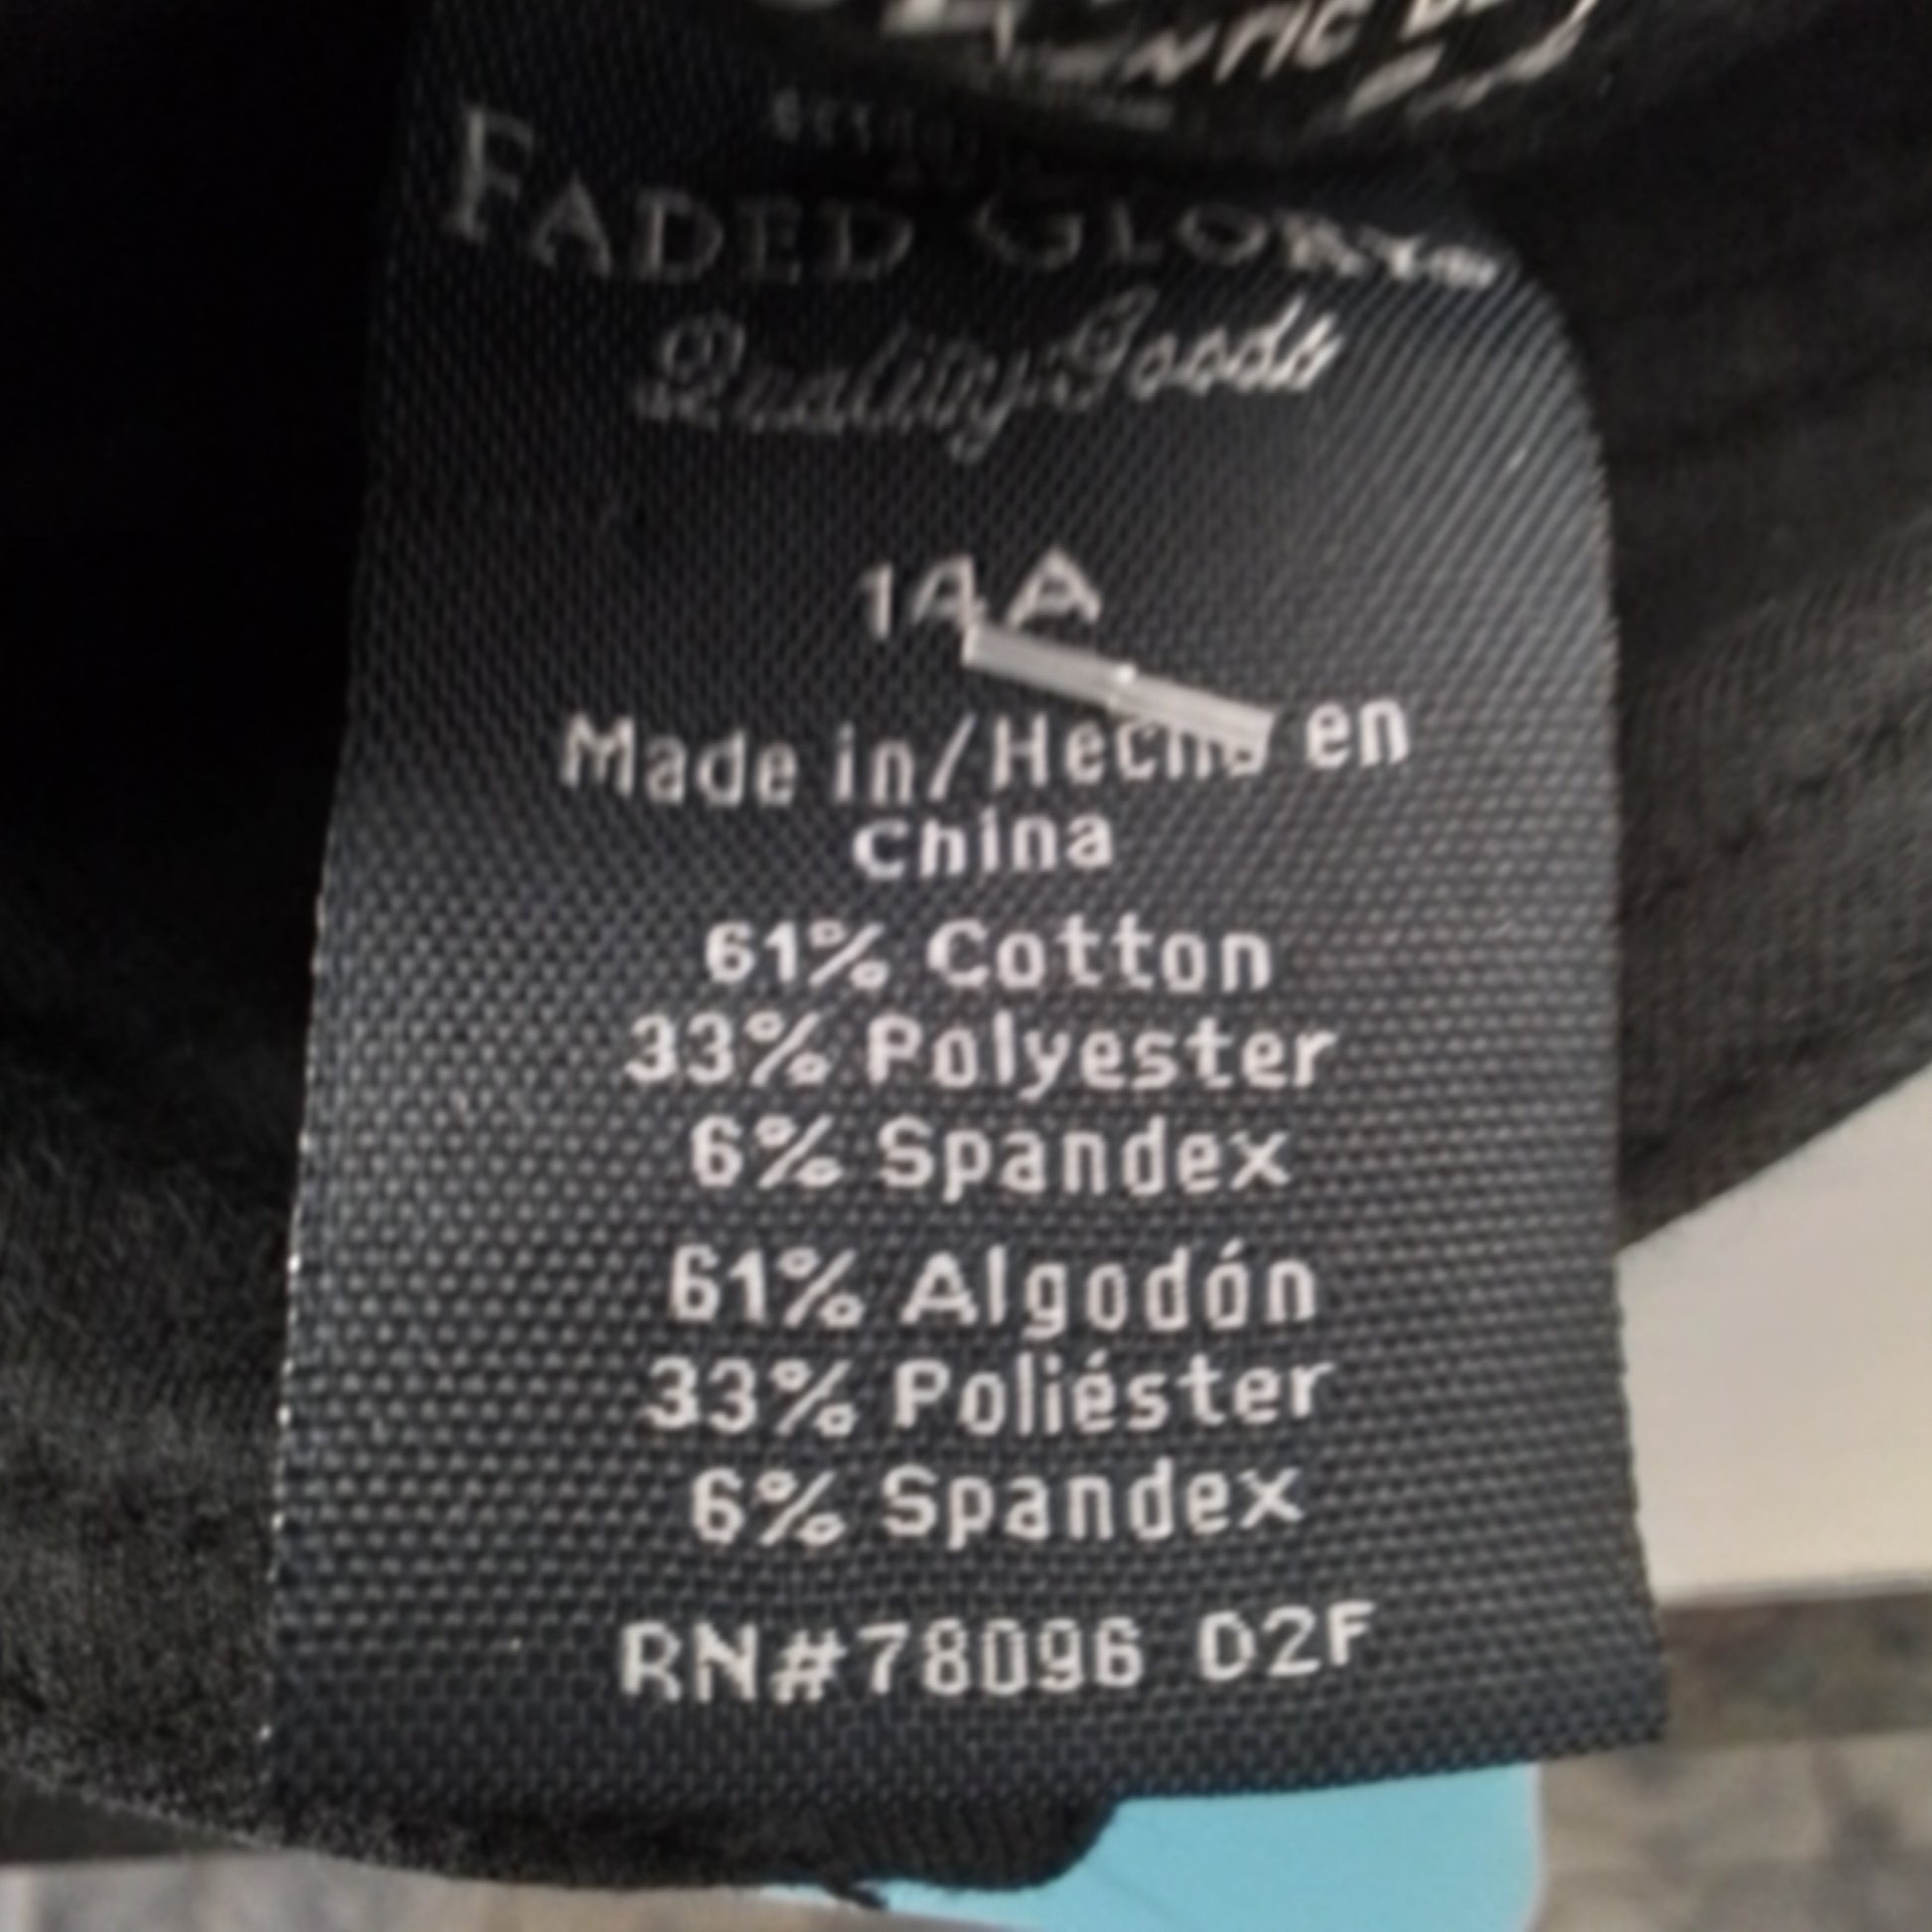 FADED GLORY
Quality Goods
14A
Made in/Hecho en
China
61% Cotton
33% Polyester
6% Spandex
61% Algodón
33% Poliéster
6% Spandex
RN#78096 D2F